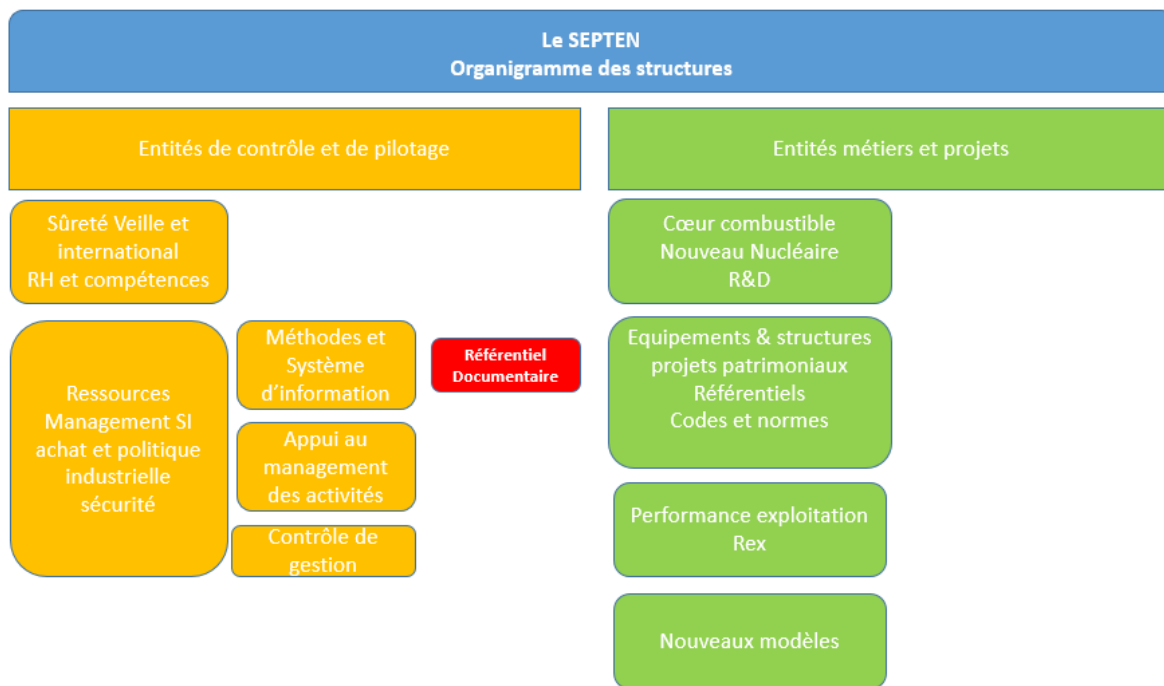 Le SEPTEN
Organigramme des structures
Entités de contrôle et de pilotage
Entités métiers et projets
Sûreté Veille et
international
RH et compétences
Ressources
Management SI
achat et politique
industrielle
sécurité
Méthodes et
Système
d’information
Appui au
management
des activités
Contrôle de
gestion
Référentiel
Documentaire
Cœur combustible
Nouveau Nucléaire
R&D
Equipements & structures
projets patrimoniaux
Référentiels
Codes et normes
Performance exploitation
Rex
Nouveaux modèles